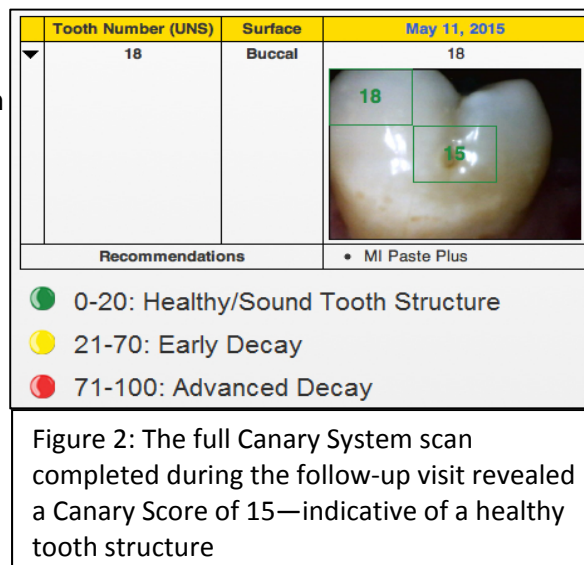 Tooth Number (UNS) Surface May 11, 2015
18 Buccal 18
18
15
Recommendations • MI Paste Plus
0-20: Healthy/Sound Tooth Structure
21-70: Early Decay
71-100: Advanced Decay
Figure 2: The full Canary System scan
completed during the follow-up visit revealed
a Canary Score of 15—indicative of a healthy
tooth structure